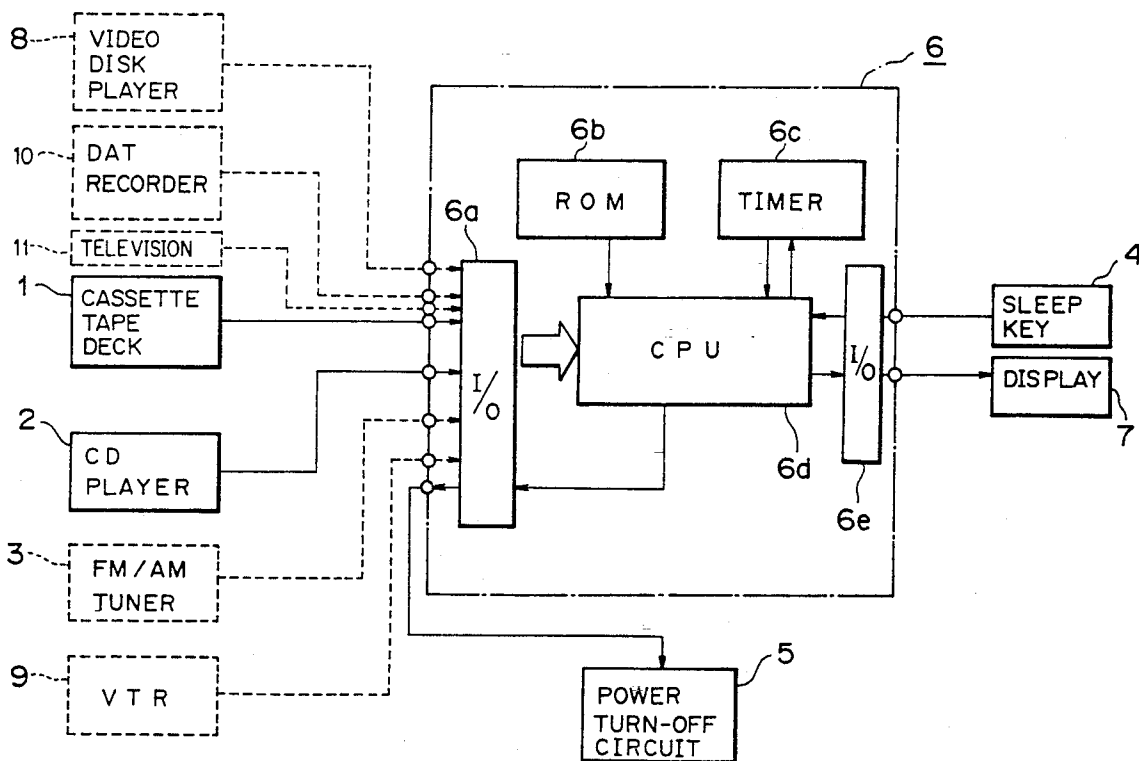 8
VIDEO
DISK
PLAYER
10
DAT
RECORDER
11
TELEVISION
1
CASSETTE
TAPE
DECK
2
CD
PLAYER
3
FM/AM
TUNER
9
VTR
6
6b
ROM
6c
TIMER
6a
I/O
CPU
6d
I/O
6e
4
SLEEP
KEY
DISPLAY
7
5
POWER
TURN-OFF
CIRCUIT